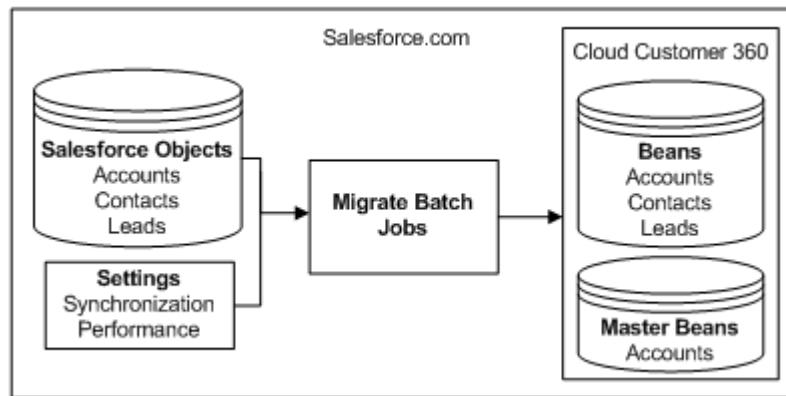 Salesforce.com
Salesforce Objects
Accounts
Contacts
Leads
Settings
Synchronization
Performance
Migrate Batch
Jobs
Cloud Customer 360
Beans
Accounts
Contacts
Leads
Master Beans
Accounts